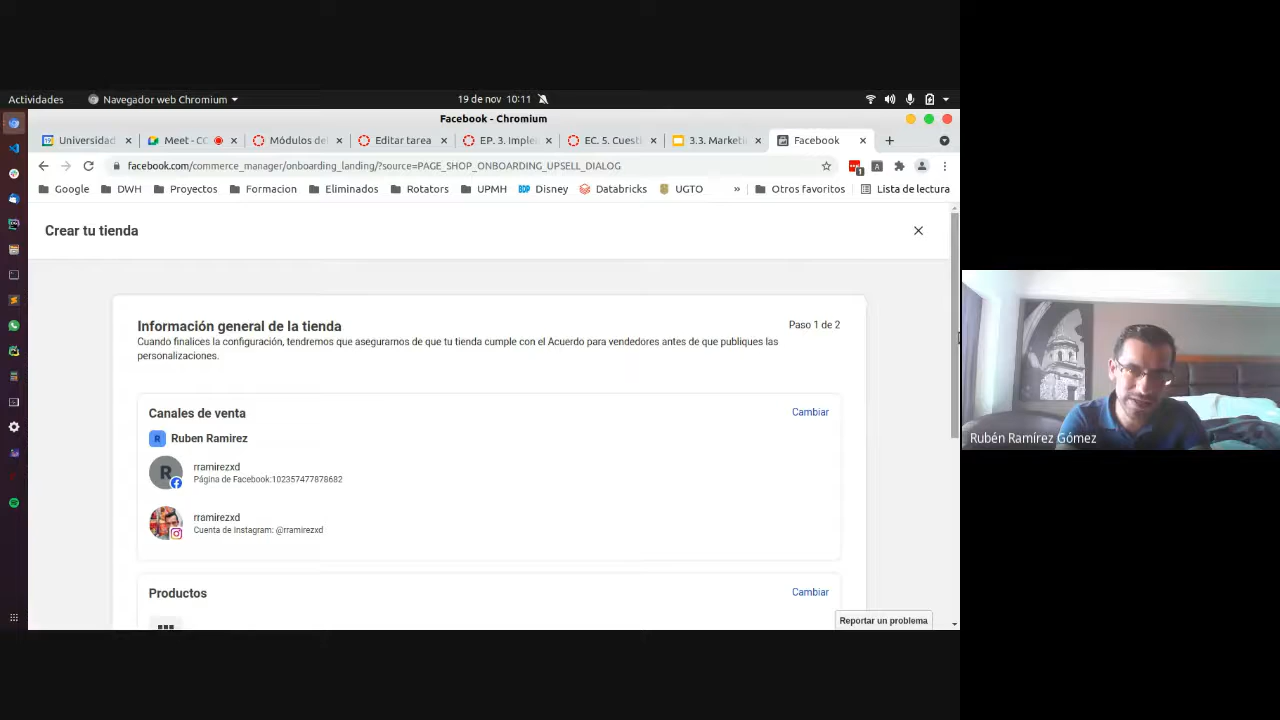 Actividades
Navegador web Chromium
19 de nov 10:11
Facebook - Chromium
Universidad
Meet - CC
Módulos del
Editar tarea
EP. 3. Imple
EC. 5. Cuesti
3.3. Marketi
Facebook
facebook.com/commerce_manager/onboarding_landing/?source=PAGE_SHOP_ONBOARDING_UPSELL_DIALOG
1
A
Google
DWH
Proyectos
Formacion
Eliminados
Rotators
UPMH
Disney
Databricks
UGTO
»
Otros favoritos
Lista de lectura
Crear tu tienda
Información general de la tienda
Paso 1 de 2
Cuando finalices la configuración, tendremos que asegurarnos de que tu tienda cumple con el Acuerdo para vendedores antes de que publiques las
personalizaciones.
Canales de venta
Cambiar
R
Ruben Ramirez
R
rramirezxd
Página de Facebook:102357477878682
rramirezxd
Cuenta de Instagram: @rramirezxd
Productos
Cambiar
Reportar un problema
Rubén Ramírez Gómez